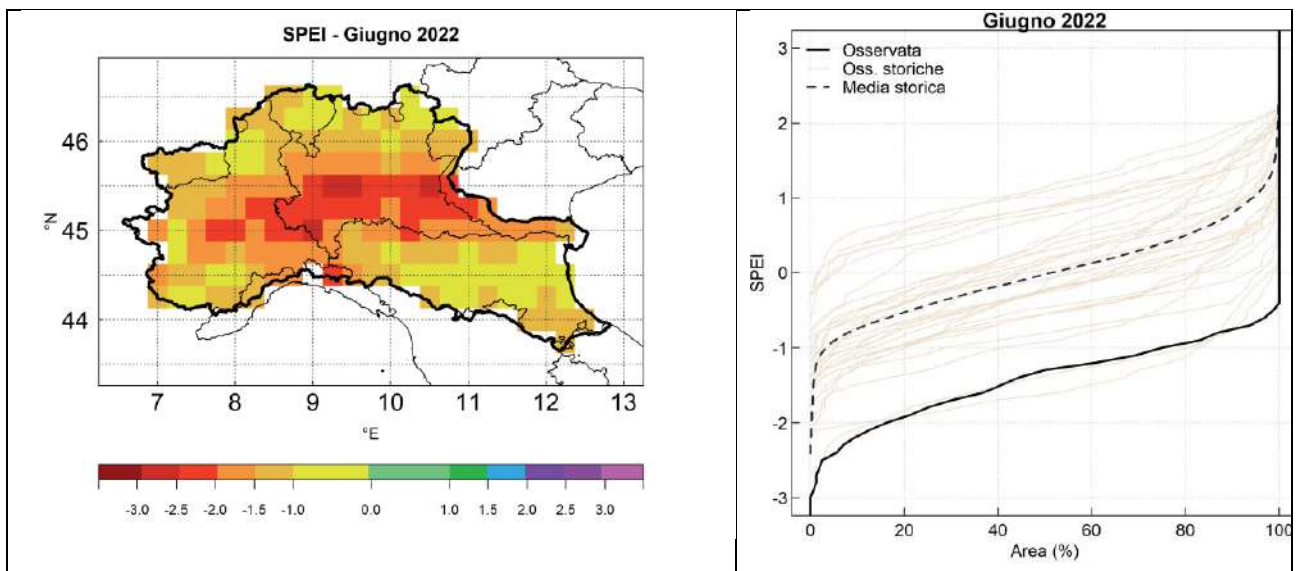 SPEI - Giugno 2022
46
45
44
°N
7 8 9 10 11 12 13
°E
-3.0 -2.5 -2.0 -1.5 -1.0 0.0 1.0 1.5 2.0 2.5 3.0
Giugno 2022
Osservata
Oss. storiche
Media storica
3
2
1
0
-1
-2
-3
SPEI
0 20 40 60 80 100
Area (%)